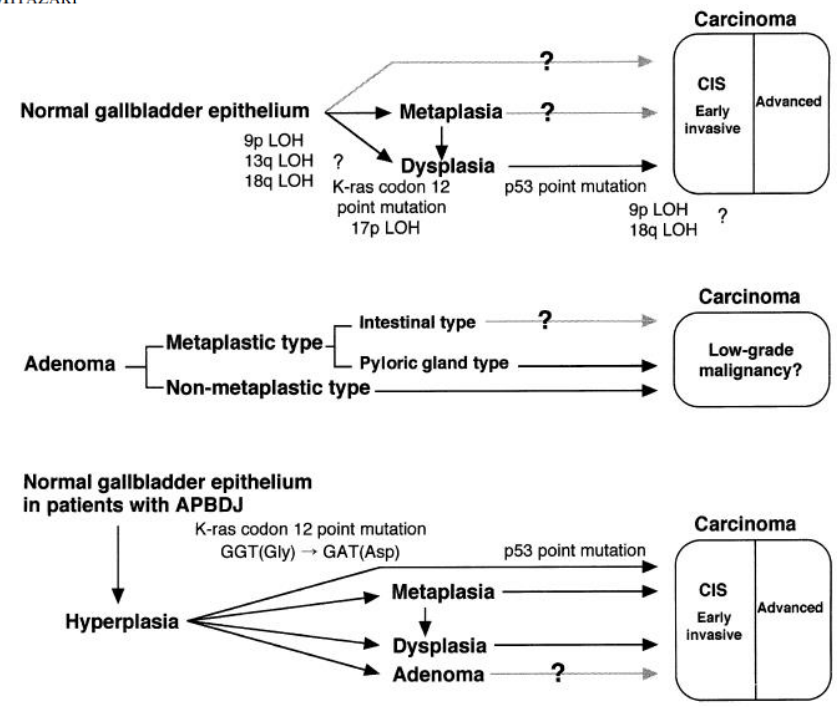 Carcinoma
?
CIS
Early
invasive
Advanced
Normal gallbladder epithelium
Metaplasia
?
9p LOH
13q LOH
18q LOH
?
Dysplasia
K-ras codon 12
point mutation
17p LOH
p53 point mutation
9p LOH
18q LOH
?
Carcinoma
Adenoma
Metaplastic type
Intestinal type
?
Pyloric gland type
Non-metaplastic type
Low-grade
malignancy?
Normal gallbladder epithelium
in patients with APBDJ
K-ras codon 12 point mutation
GGT(Gly) → GAT(Asp)
p53 point mutation
Carcinoma
Hyperplasia
Metaplasia
Dysplasia
Adenoma
?
CIS
Early
invasive
Advanced